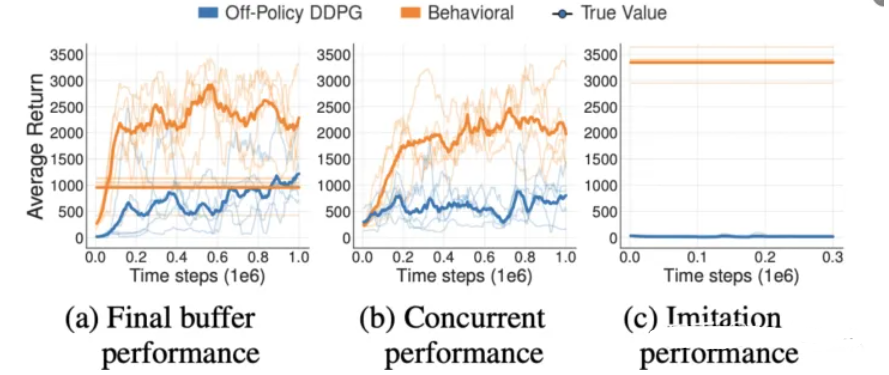 Off-Policy DDPG Behavioral True Value
Average Return
3500 3000 2500 2000 1500 1000 500 0
0.0 0.2 0.4 0.6 0.8 1.0
Time steps (1e6)
3500 3000 2500 2000 1500 1000 500 0
0.0 0.2 0.4 0.6 0.8 1.0
Time steps (1e6)
3500 3000 2500 2000 1500 1000 500 0
0.0 0.1 0.2 0.3
Time steps (1e6)
(a) Final buffer
performance
(b) Concurrent
performance
(c) Imitation
performance